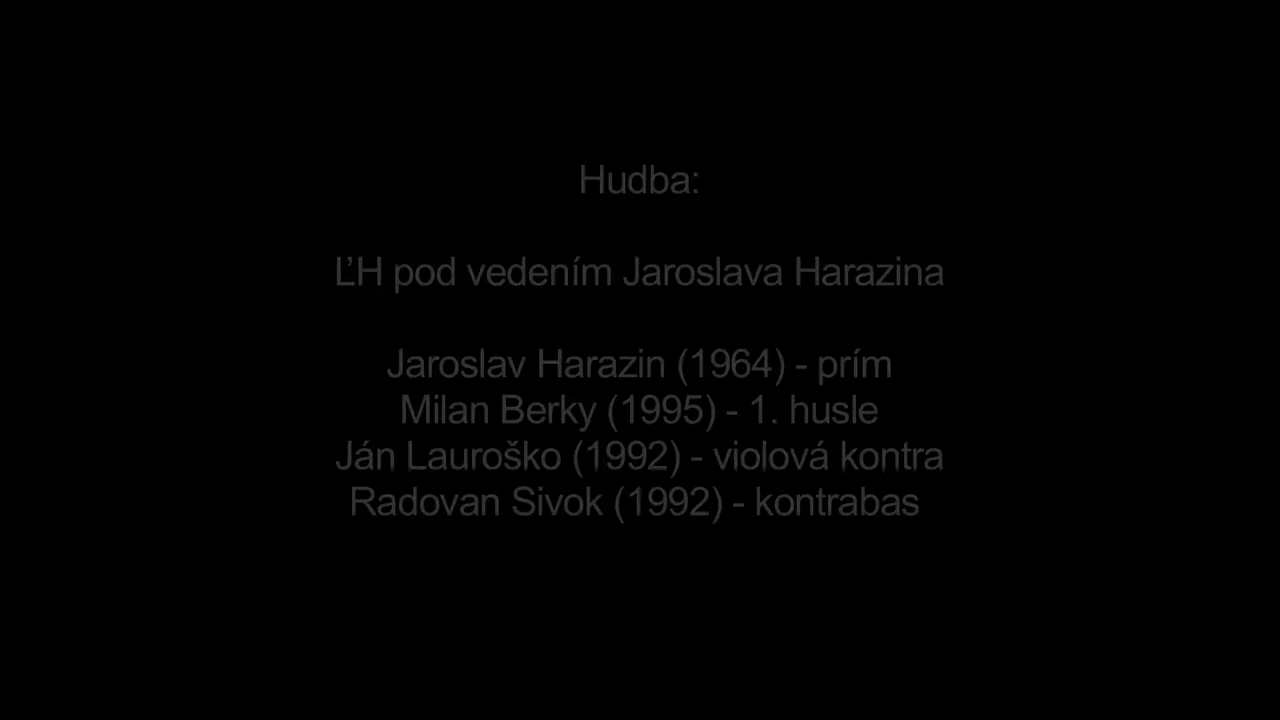 Hudba:
ĽH pod vedením Jaroslava Harazina
Jaroslav Harazin (1964) - prím
Milan Berky (1995) - 1. husle
Ján Lauroško (1992) - violová kontra
Radovan Sivok (1992) - kontrabas